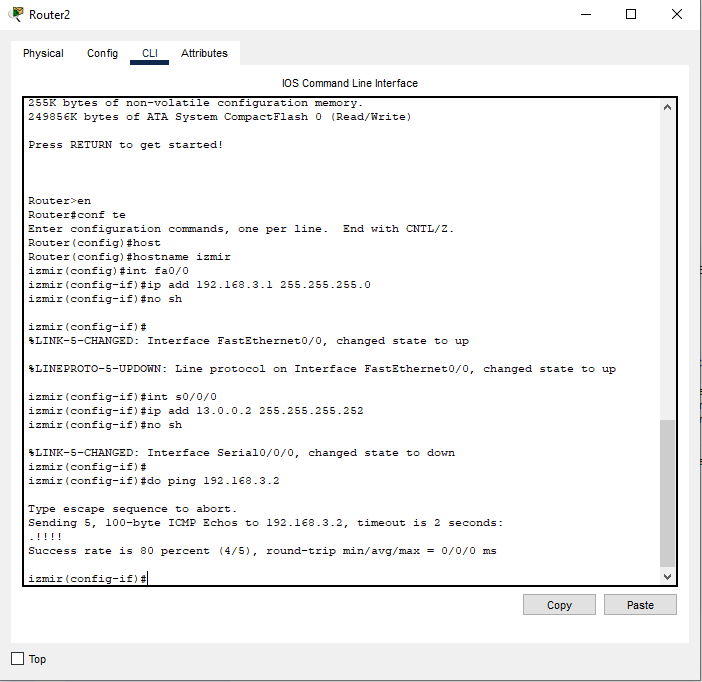 Router2
Physical Config CLI Attributes
IOS Command Line Interface
255K bytes of non-volatile configuration memory.
249856K bytes of ATA System CompactFlash 0 (Read/Write)
Press RETURN to get started!
Router>en
Router#conf te
Enter configuration commands, one per line.  End with CNTL/Z.
Router(config)#host
Router(config)#hostname izmir
izmir(config)#int fa0/0
izmir(config-if)#ip add 192.168.3.1 255.255.255.0
izmir(config-if)#no sh
izmir(config-if)#
%LINK-5-CHANGED: Interface FastEthernet0/0, changed state to up
%LINEPROTO-5-UPDOWN: Line protocol on Interface FastEthernet0/0, changed state to up
izmir(config-if)#int s0/0/0
izmir(config-if)#ip add 13.0.0.2 255.255.255.252
izmir(config-if)#no sh
%LINK-5-CHANGED: Interface Serial0/0/0, changed state to down
izmir(config-if)#
izmir(config-if)#do ping 192.168.3.2
Type escape sequence to abort.
Sending 5, 100-byte ICMP Echos to 192.168.3.2, timeout is 2 seconds:
.!!!!
Success rate is 80 percent (4/5), round-trip min/avg/max = 0/0/0 ms
izmir(config-if)#
Copy Paste
Top